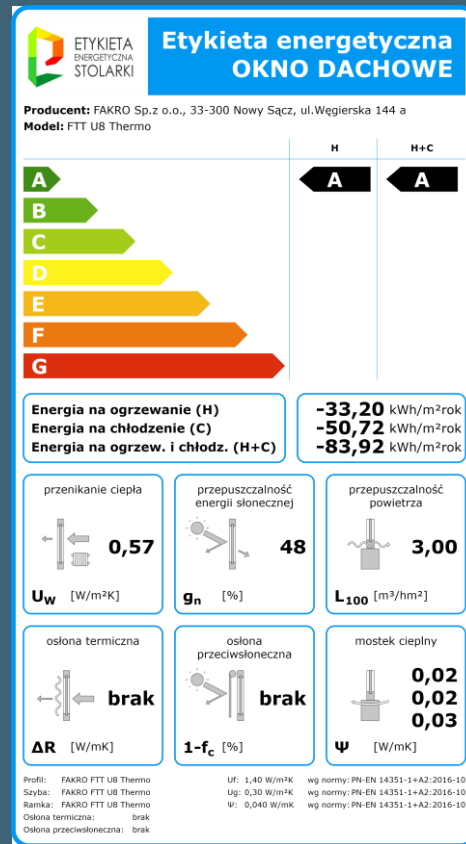 ETYKIETA
ENERGETYCZNA
STOLARKI
Etykieta energetyczna
OKNO DACHOWE
Producent: FAKRO Sp.z o.o., 33-300 Nowy Sącz, ul.Węgierska 144 a
Model: FTT U8 Thermo
H H+C
A A A
B
C
D
E
F
G
Energia na ogrzewanie (H) -33,20 kWh/m²rok
Energia na chłodzenie (C) -50,72 kWh/m²rok
Energia na ogrzew. i chłodz. (H+C) -83,92 kWh/m²rok
przenikanie ciepła
0,57
Uw [W/m²K]
przepuszczalność
energii słonecznej
48
gn [%]
przepuszczalność
powietrza
3,00
L100 [m³/hm²]
osłona termiczna
brak
ΔR [W/mK]
osłona
przeciwsłoneczna
brak
1-fc [%]
mostek cieplny
0,02
0,02
0,03
Ψ [W/mK]
Profil: FAKRO FTT U8 Thermo Uf: 1,40 W/m²K wg normy: PN-EN 14351-1+A2:2016-10
Szyba: FAKRO FTT U8 Thermo Ug: 0,30 W/m²K wg normy: PN-EN 14351-1+A2:2016-10
Ramka: FAKRO FTT U8 Thermo Ψ: 0,040 W/mK wg normy: PN-EN 14351-1+A2:2016-10
Osłona termiczna: brak
Osłona przeciwsłoneczna: brak